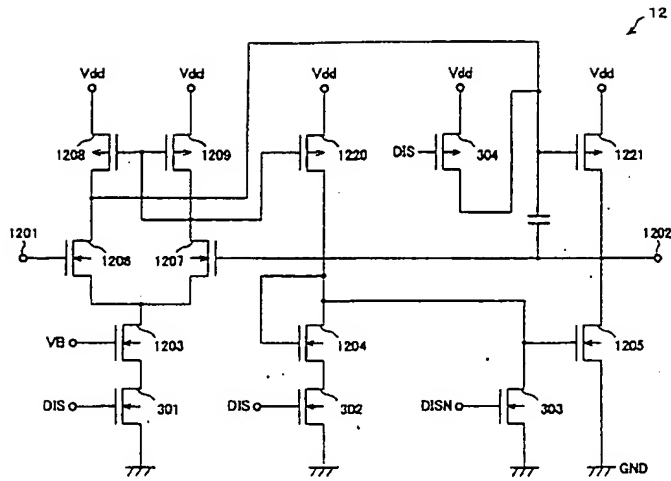 12
Vdd Vdd Vdd Vdd Vdd
1208 1209 1220 DIS 304 1221
1201 1206 1207 1202
VB 1203 1204 1205
DIS 301 DIS 302 DISN 303
GND